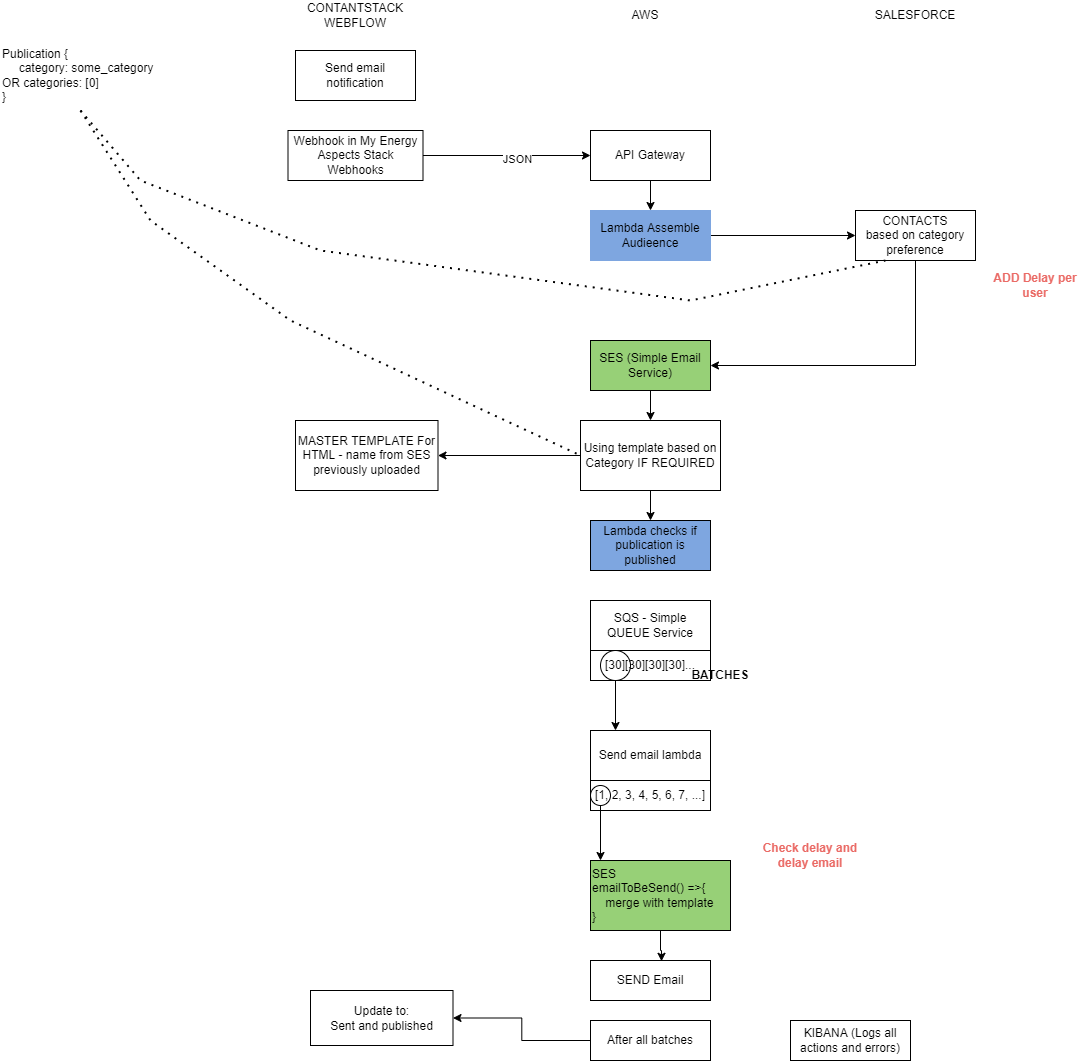 CONTANTSTACK
WEBFLOW
AWS
SALESFORCE
Publication {
category: some_category
OR categories: [0]
}
Send email
notification
Webhook in My Energy
Aspects Stack
Webhooks
JSON
API Gateway
Lambda Assemble
Audieence
CONTACTS
based on category
preference
ADD Delay per
user
SES (Simple Email
Service)
MASTER TEMPLATE For
HTML - name from SES
previously uploaded
Using template based on
Category IF REQUIRED
Lambda checks if
publication is
published
SQS - Simple
QUEUE Service
[30][30][30][30]...
BATCHES
Send email lambda
[1, 2, 3, 4, 5, 6, 7, ...]
Check delay and
delay email
SES
emailToBeSend() =>{
merge with template
}
SEND Email
Update to:
Sent and published
After all batches
KIBANA (Logs all
actions and errors)